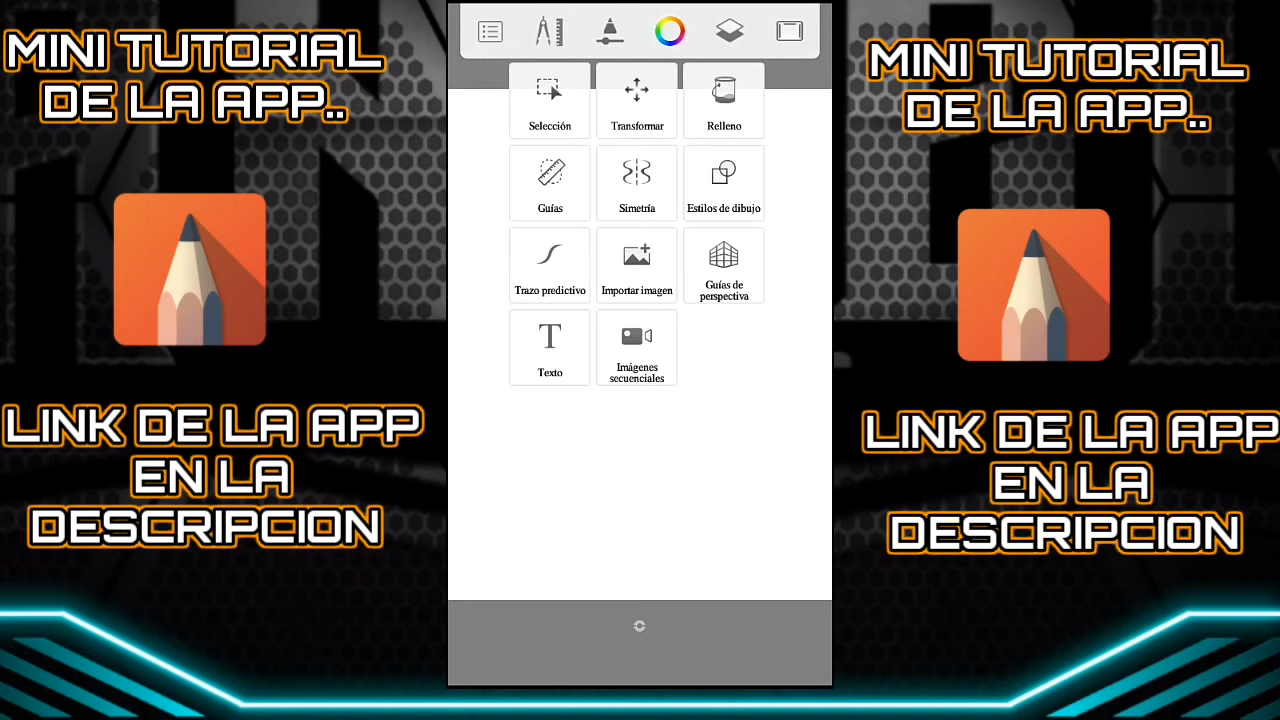 MINI TUTORIAL
DE LA APP..
LINK DE LA APP
EN LA
DESCRIPCION
Selección
Transformar
Relleno
Guías
Simetría
Estilos de dibujo
Trazo predictivo
Importar imagen
Guías de
perspectiva
T
Texto
Imágenes
secuenciales
MINI TUTORIAL
DE LA APP..
LINK DE LA APP
EN LA
DESCRIPCION